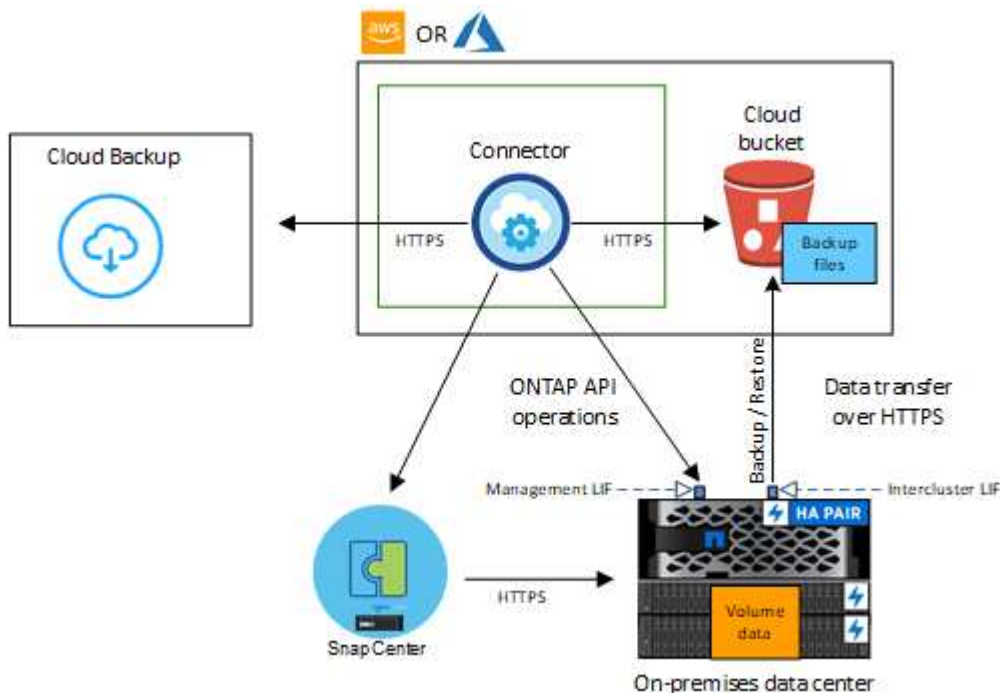 aws OR
Cloud Backup
Connector
Cloud
bucket
HTTPS
HTTPS
Backup
files
ONTAP API
operations
Backup / Restore
Data transfer
over HTTPS
Management LIF
Intercluster LIF
HA PAIR
HTTPS
Volume
data
SnapCenter
On-premises data center